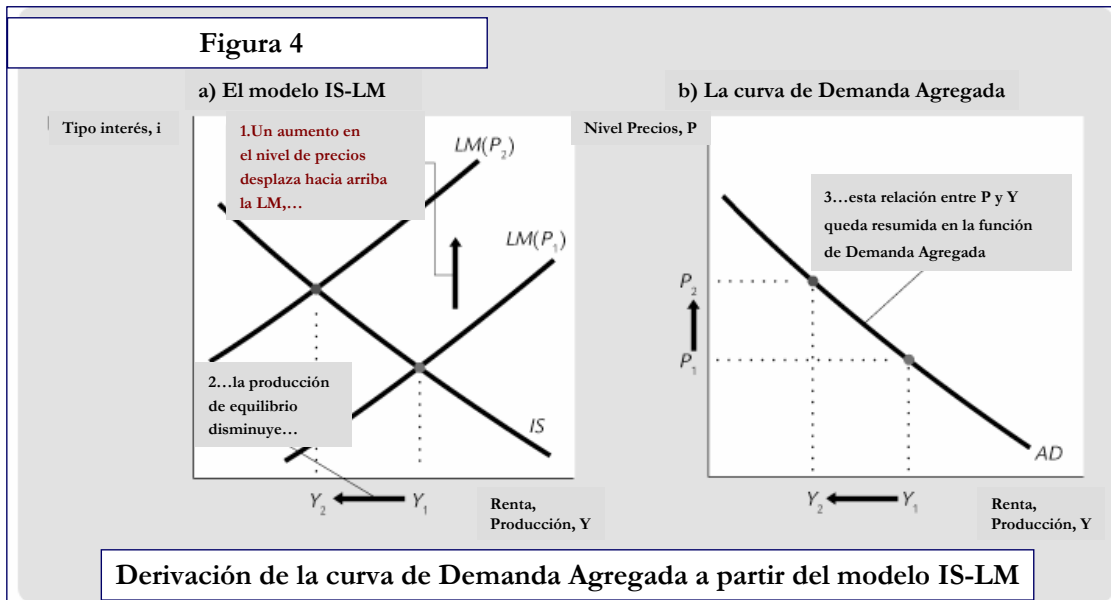 Figura 4
a) El modelo IS-LM
b) La curva de Demanda Agregada
Tipo interés, i
1.Un aumento en
el nivel de precios
desplaza hacia arriba
la LM,…
LM(P₂)
LM(P₁)
2…la producción
de equilibrio
disminuye…
IS
Y₂
Y₁
Renta,
Producción, Y
Nivel Precios, P
3…esta relación entre P y Y
queda resumida en la función
de Demanda Agregada
P₂
P₁
AD
Y₂
Y₁
Renta,
Producción, Y
Derivación de la curva de Demanda Agregada a partir del modelo IS-LM